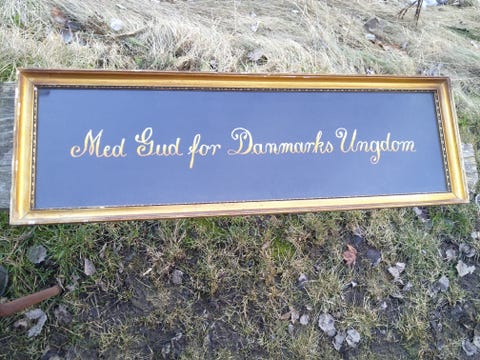 Med Gud for Danmarks Ungdom